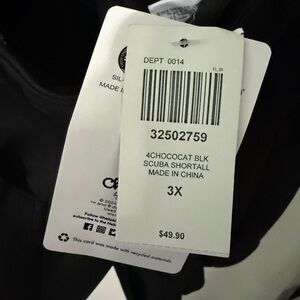 DEPT 0014
32502759
4CHOCOCAT BLK
SCUBA SHORTALL
MADE IN CHINA
3X
$49.90
MADE
This card was made with recycled materials.